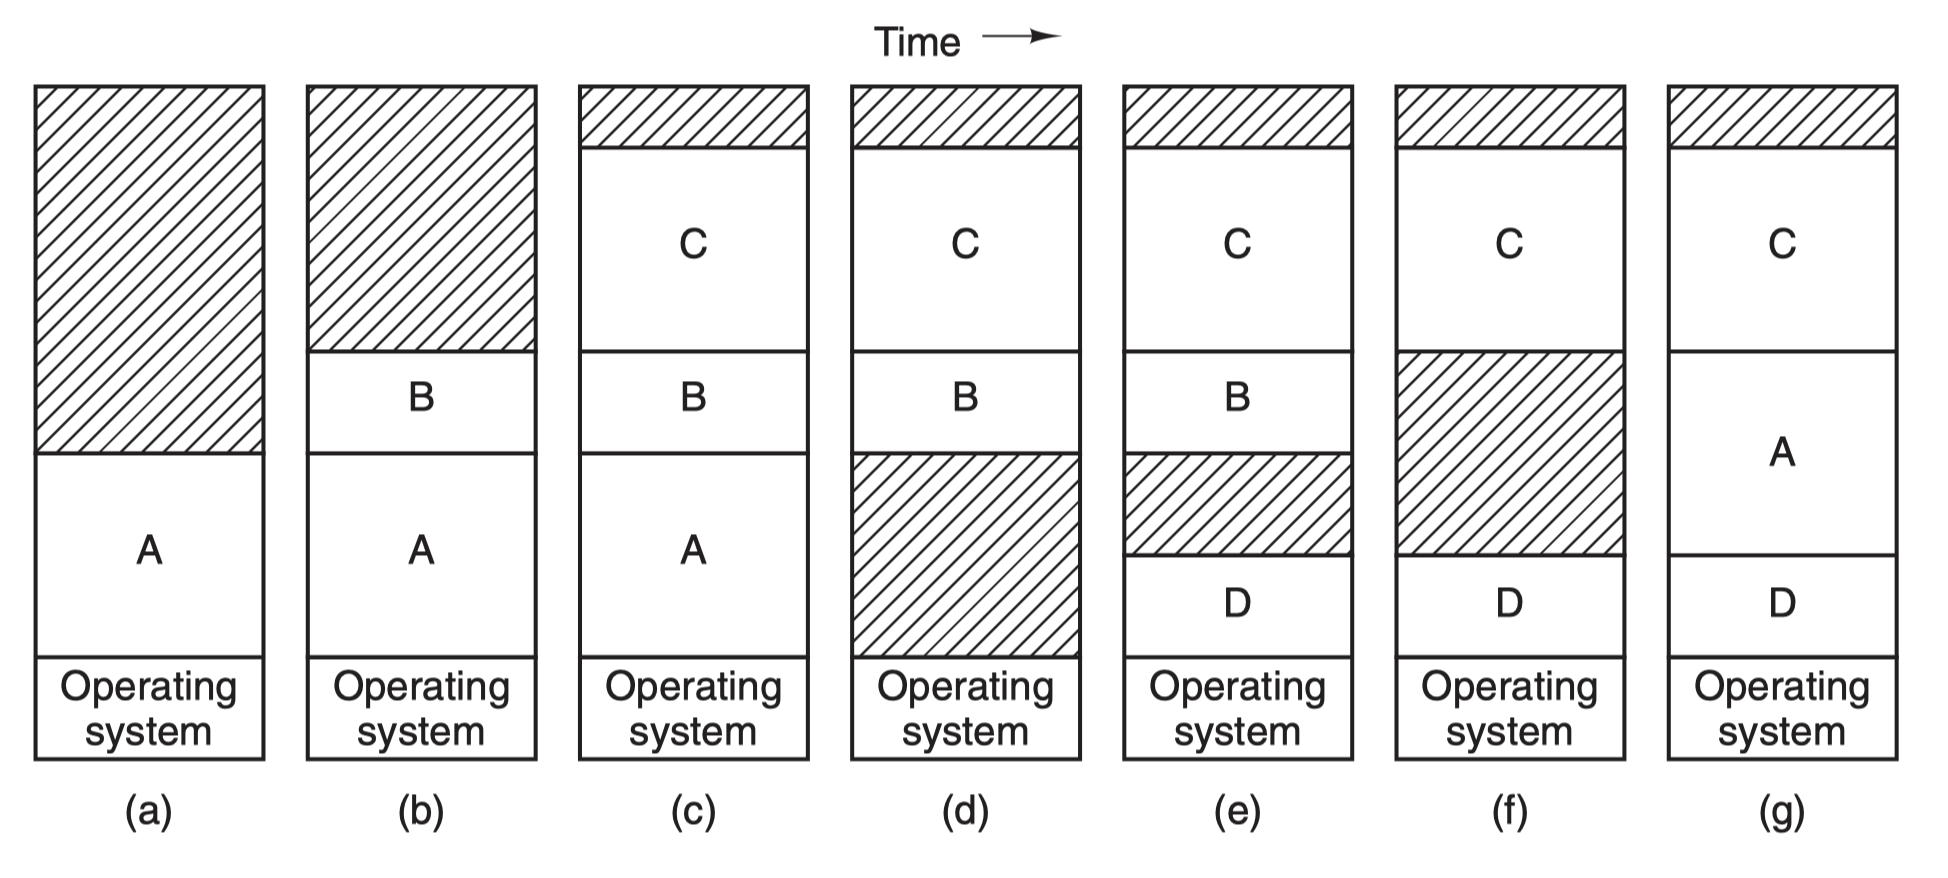 Time
C
C
C
C
C
B
B
B
B
A
A
A
A
D
D
D
Operating
system
Operating
system
Operating
system
Operating
system
Operating
system
Operating
system
Operating
system
(a)
(b)
(c)
(d)
(e)
(f)
(g)